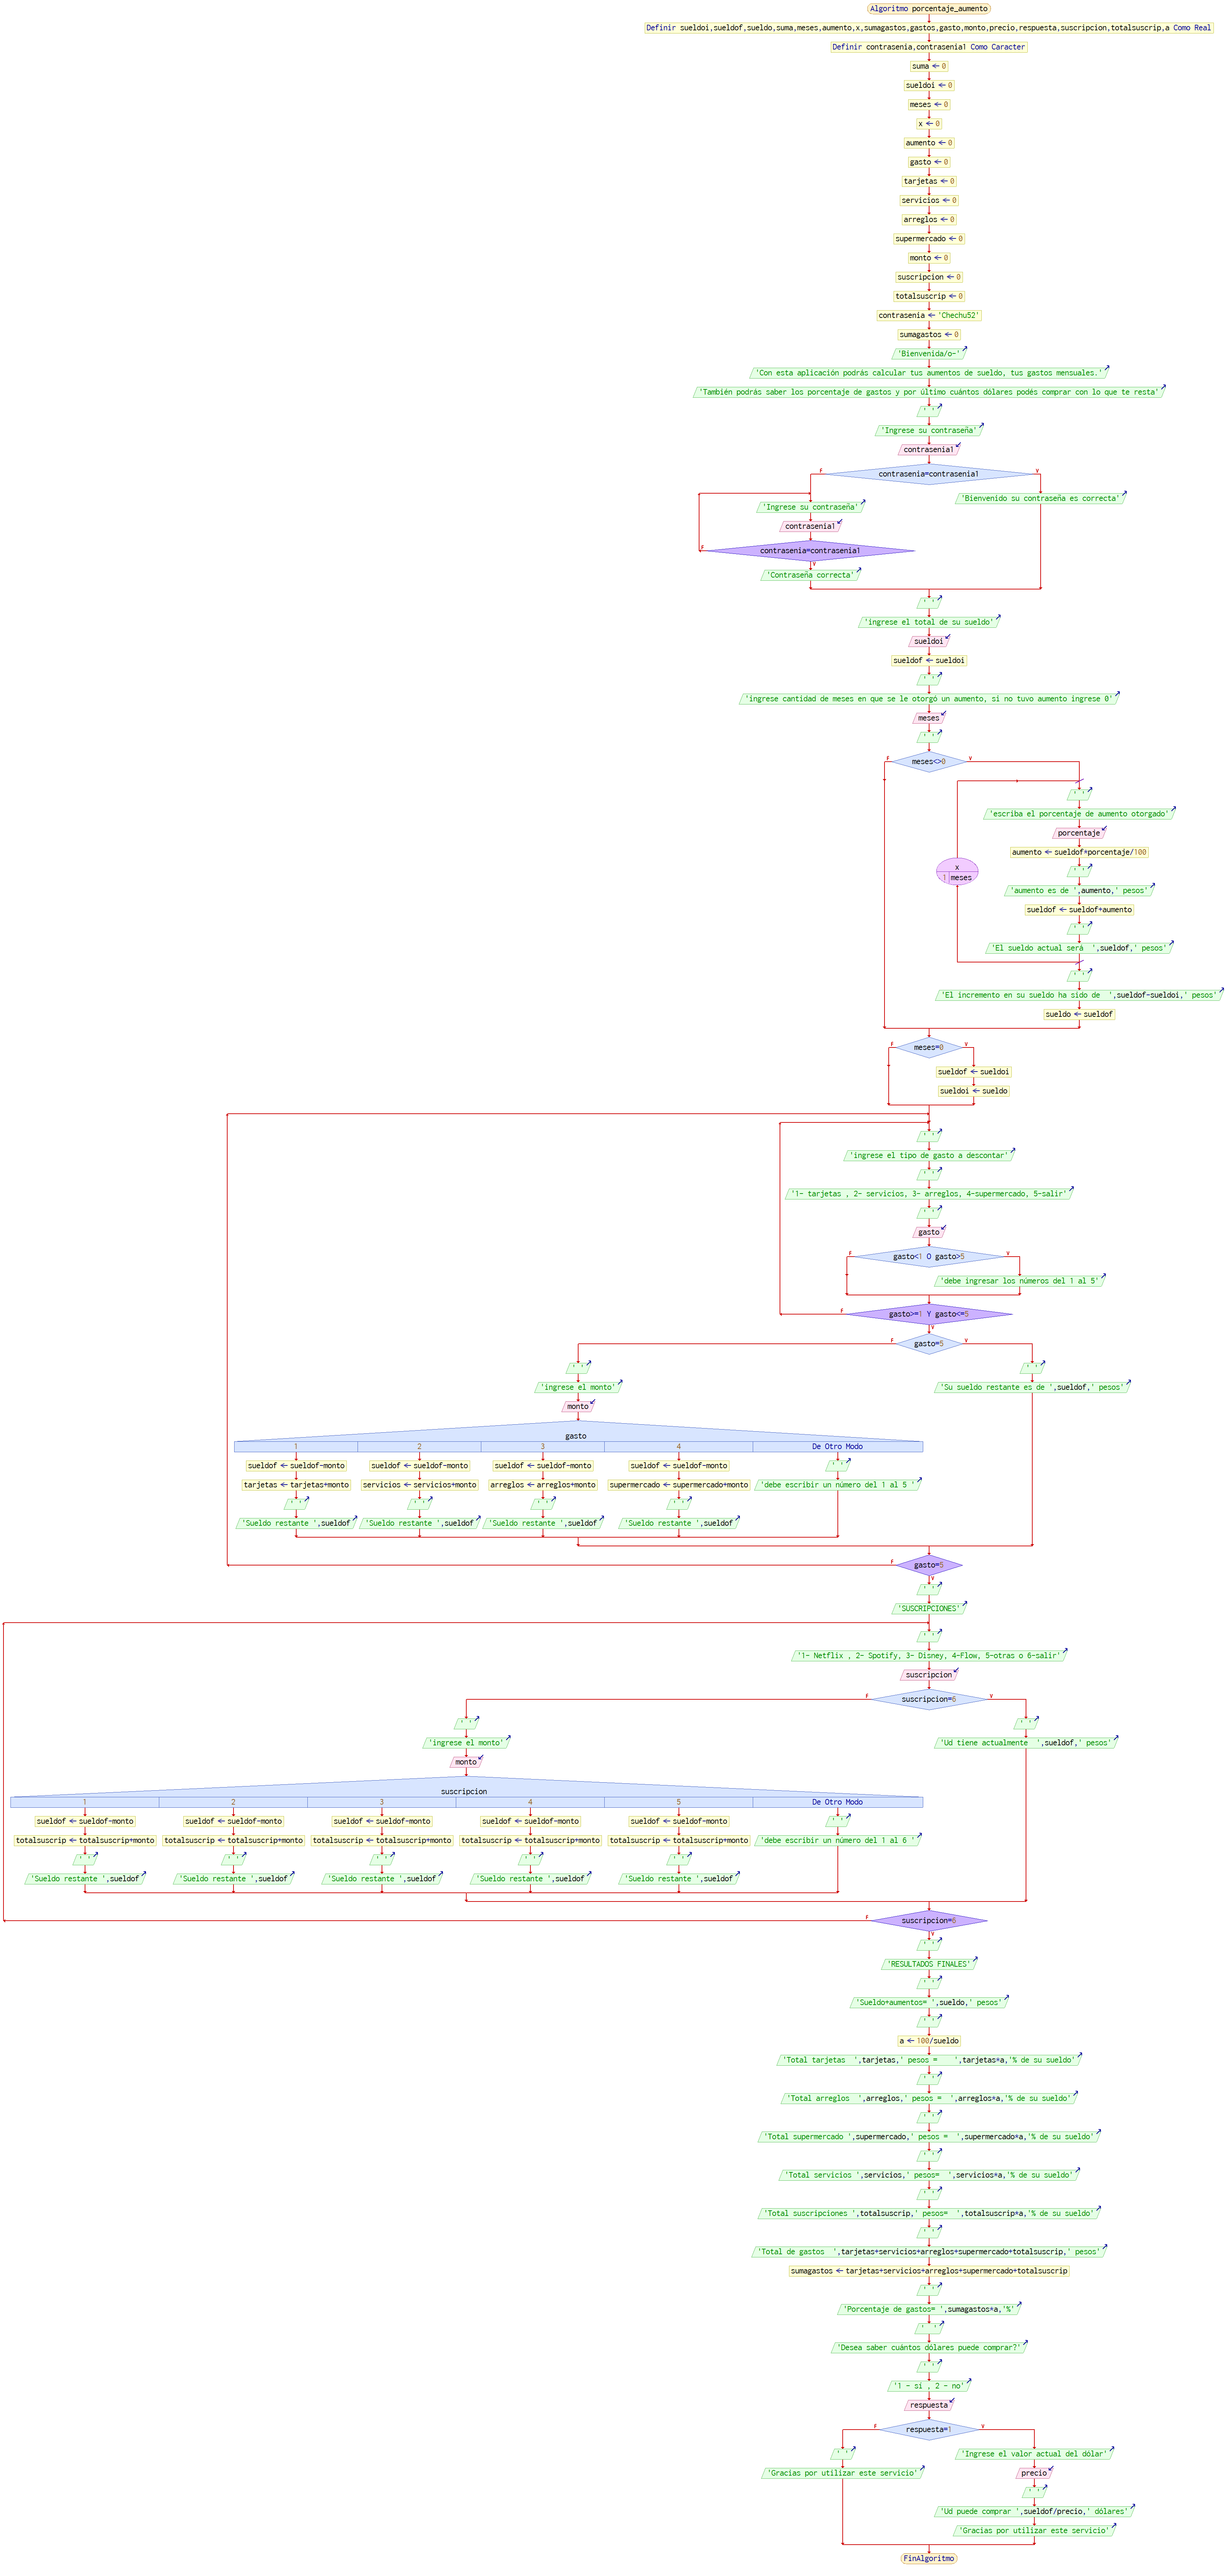 Algoritmo porcentaje_aumento
Definir sueldoi,sueldof,sueldo,suma,meses,aumento,x,sumagastos,gastos,gasto,monto,precio,respuesta,suscripcion,totalsuscrip,a Como Real
Definir contrasenia,contrasenia1 Como Caracter
suma ← 0
sueldoi ← 0
meses ← 0
x ← 0
aumento ← 0
gasto ← 0
tarjetas ← 0
servicios ← 0
arreglos ← 0
supermercado ← 0
monto ← 0
suscripcion ← 0
totalsuscrip ← 0
contrasenia ← 'Chechu52'
sumagastos ← 0
'Bienvenida/o-'
'Con esta aplicación podrás calcular tus aumentos de sueldo, tus gastos mensuales.'
'También podrás saber los porcentaje de gastos y por último cuántos dólares podés comprar con lo que te resta'
' '
'Ingrese su contraseña'
contrasenia1
contrasenia=contrasenia1
F
V
'Ingrese su contraseña'
contrasenia1
contrasenia=contrasenia1
F
V
'Contraseña correcta'
'Bienvenido su contraseña es correcta'
' '
'ingrese el total de su sueldo'
sueldoi
sueldof ← sueldoi
' '
'ingrese cantidad de meses en que se le otorgó un aumento, si no tuvo aumento ingrese 0'
meses
' '
meses<>0
F
V
x
1 meses
' '
'escriba el porcentaje de aumento otorgado'
porcentaje
aumento ← sueldof*porcentaje/100
' '
'aumento es de ',aumento,' pesos'
sueldof ← sueldof+aumento
' '
'El sueldo actual será  ',sueldof,' pesos'
' '
'El incremento en su sueldo ha sido de  ',sueldof-sueldoi,' pesos'
sueldo ← sueldof
meses=0
F
V
sueldof ← sueldoi
sueldoi ← sueldo
' '
'ingrese el tipo de gasto a descontar'
' '
'1- tarjetas , 2- servicios, 3- arreglos, 4-supermercado, 5-salir'
' '
gasto
gasto<1 O gasto>5
F
V
'debe ingresar los números del 1 al 5'
gasto>=1 Y gasto<=5
F
V
gasto=5
F
V
' '
'ingrese el monto'
monto
gasto
1 2 3 4 De Otro Modo
sueldof ← sueldof-monto
tarjetas ← tarjetas+monto
' '
'Sueldo restante ',sueldof
sueldof ← sueldof-monto
servicios ← servicios+monto
' '
'Sueldo restante ',sueldof
sueldof ← sueldof-monto
arreglos ← arreglos+monto
' '
'Sueldo restante ',sueldof
sueldof ← sueldof-monto
supermercado ← supermercado+monto
' '
'Sueldo restante ',sueldof
' '
'debe escribir un número del 1 al 5 '
' '
'Su sueldo restante es de ',sueldof,' pesos'
gasto=5
F
V
' '
'SUSCRIPCIONES'
' '
'1- Netflix , 2- Spotify, 3- Disney, 4-Flow, 5-otras o 6-salir'
suscripcion
suscripcion=6
F
V
' '
'ingrese el monto'
monto
suscripcion
1 2 3 4 5 De Otro Modo
sueldof ← sueldof-monto
totalsuscrip ← totalsuscrip+monto
' '
'Sueldo restante ',sueldof
sueldof ← sueldof-monto
totalsuscrip ← totalsuscrip+monto
' '
'Sueldo restante ',sueldof
sueldof ← sueldof-monto
totalsuscrip ← totalsuscrip+monto
' '
'Sueldo restante ',sueldof
sueldof ← sueldof-monto
totalsuscrip ← totalsuscrip+monto
' '
'Sueldo restante ',sueldof
sueldof ← sueldof-monto
totalsuscrip ← totalsuscrip+monto
' '
'Sueldo restante ',sueldof
' '
'debe escribir un número del 1 al 6 '
' '
'Ud tiene actualmente  ',sueldof,' pesos'
suscripcion=6
F
V
' '
'RESULTADOS FINALES'
' '
'Sueldo+aumentos= ',sueldo,' pesos'
' '
a ← 100/sueldo
'Total tarjetas  ',tarjetas,' pesos =    ',tarjetas*a,'% de su sueldo'
' '
'Total arreglos  ',arreglos,' pesos =  ',arreglos*a,'% de su sueldo'
' '
'Total supermercado ',supermercado,' pesos =  ',supermercado*a,'% de su sueldo'
' '
'Total servicios ',servicios,' pesos=  ',servicios*a,'% de su sueldo'
' '
'Total suscripciones ',totalsuscrip,' pesos=  ',totalsuscrip*a,'% de su sueldo'
' '
'Total de gastos  ',tarjetas+servicios+arreglos+supermercado+totalsuscrip,' pesos'
sumagastos ← tarjetas+servicios+arreglos+supermercado+totalsuscrip
' '
'Porcentaje de gastos= ',sumagastos*a,'%'
'  '
'Desea saber cuántos dólares puede comprar?'
' '
'1 - si , 2 - no'
respuesta
respuesta=1
F
V
' '
'Gracias por utilizar este servicio'
'Ingrese el valor actual del dólar'
precio
' '
'Ud puede comprar ',sueldof/precio,' dólares'
'Gracias por utilizar este servicio'
FinAlgoritmo